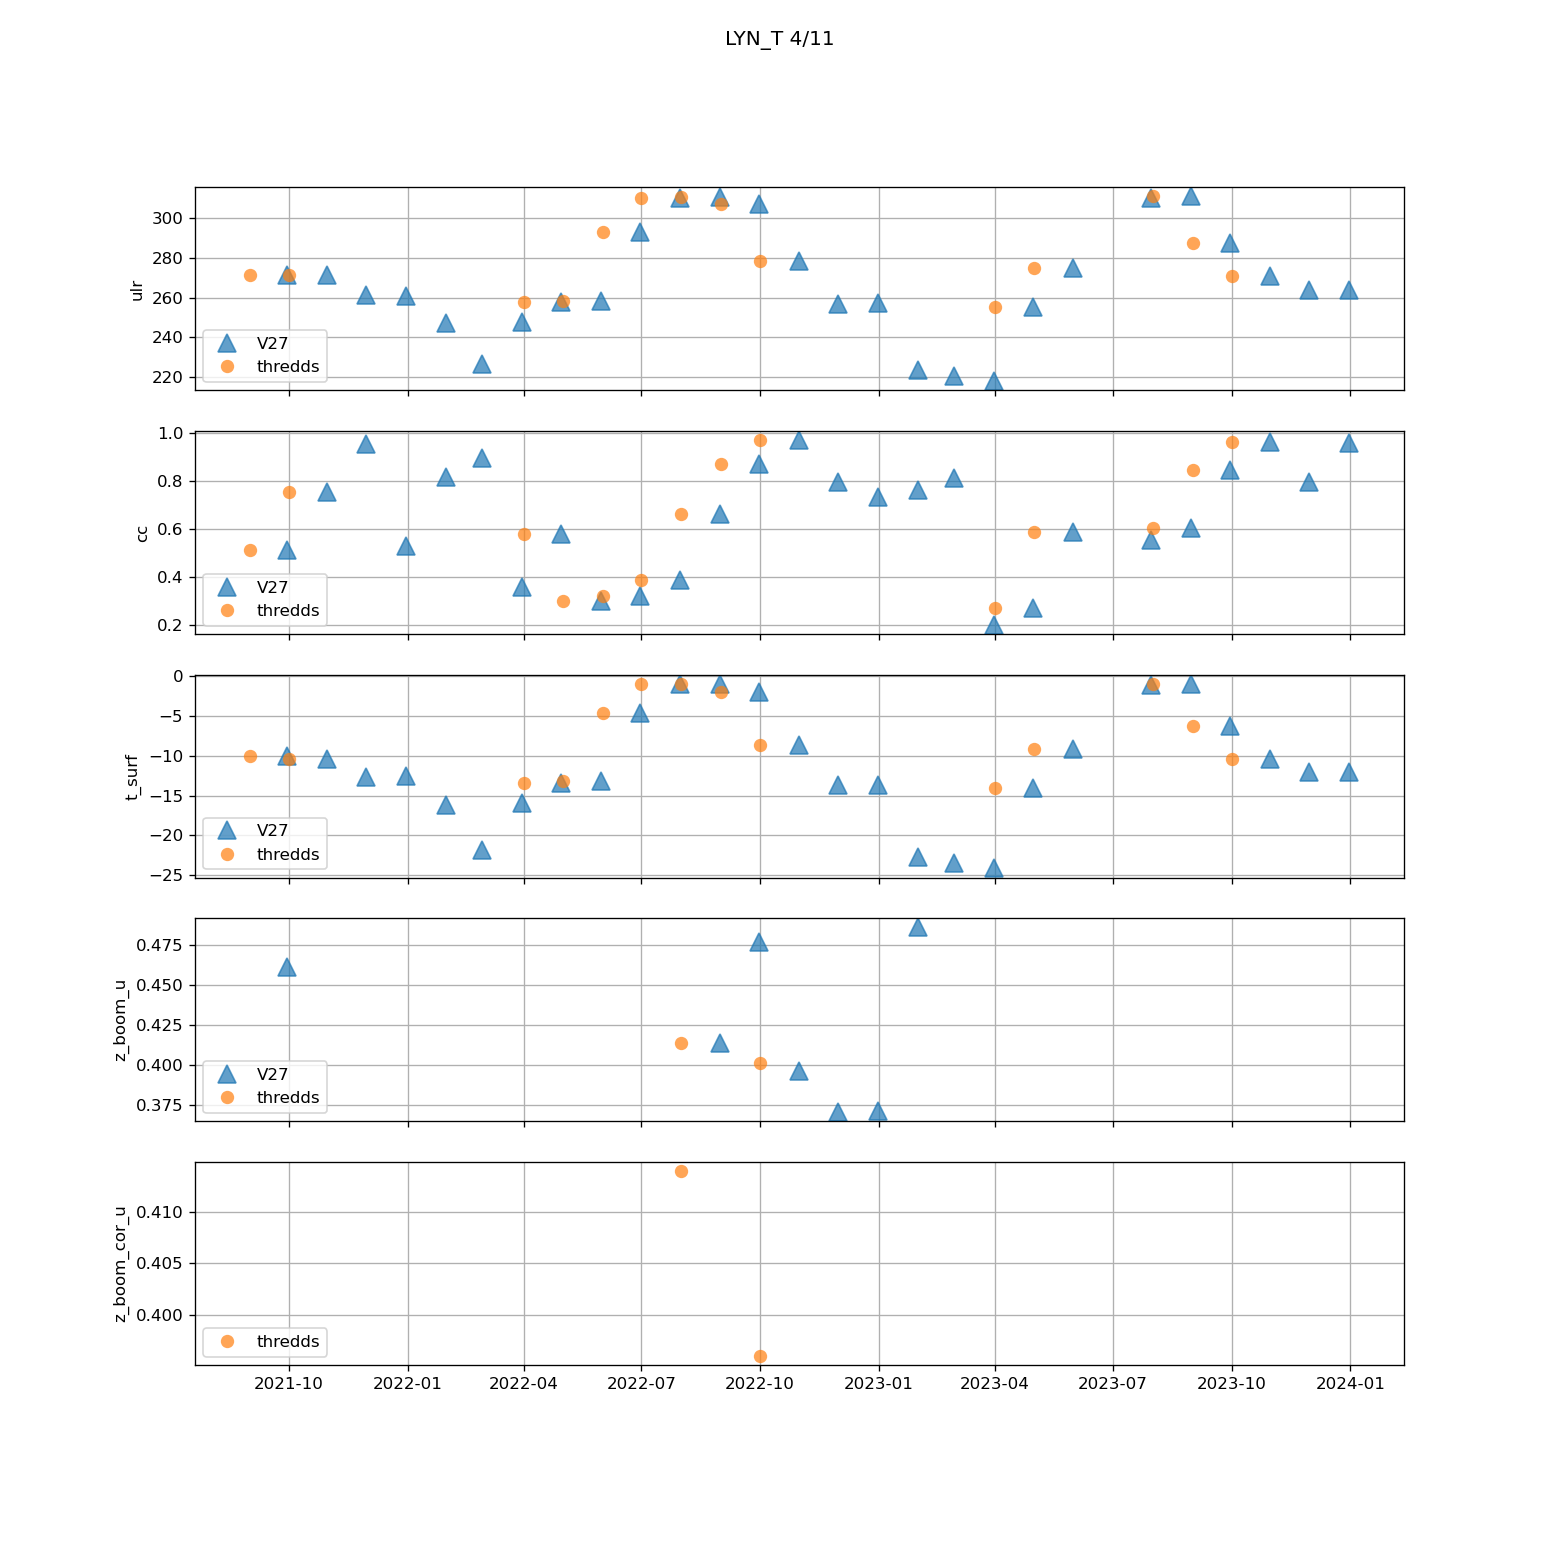 LYN_T 4/11
300
280
260
240
220
ulr
V27
thredds
1.0
0.8
0.6
0.4
0.2
cc
V27
thredds
0
−5
−10
−15
−20
−25
t_surf
V27
thredds
0.475
0.450
0.425
0.400
0.375
z_boom_u
V27
thredds
0.410
0.405
0.400
z_boom_cor_u
thredds
2021-10 2022-01 2022-04 2022-07 2022-10 2023-01 2023-04 2023-07 2023-10 2024-01